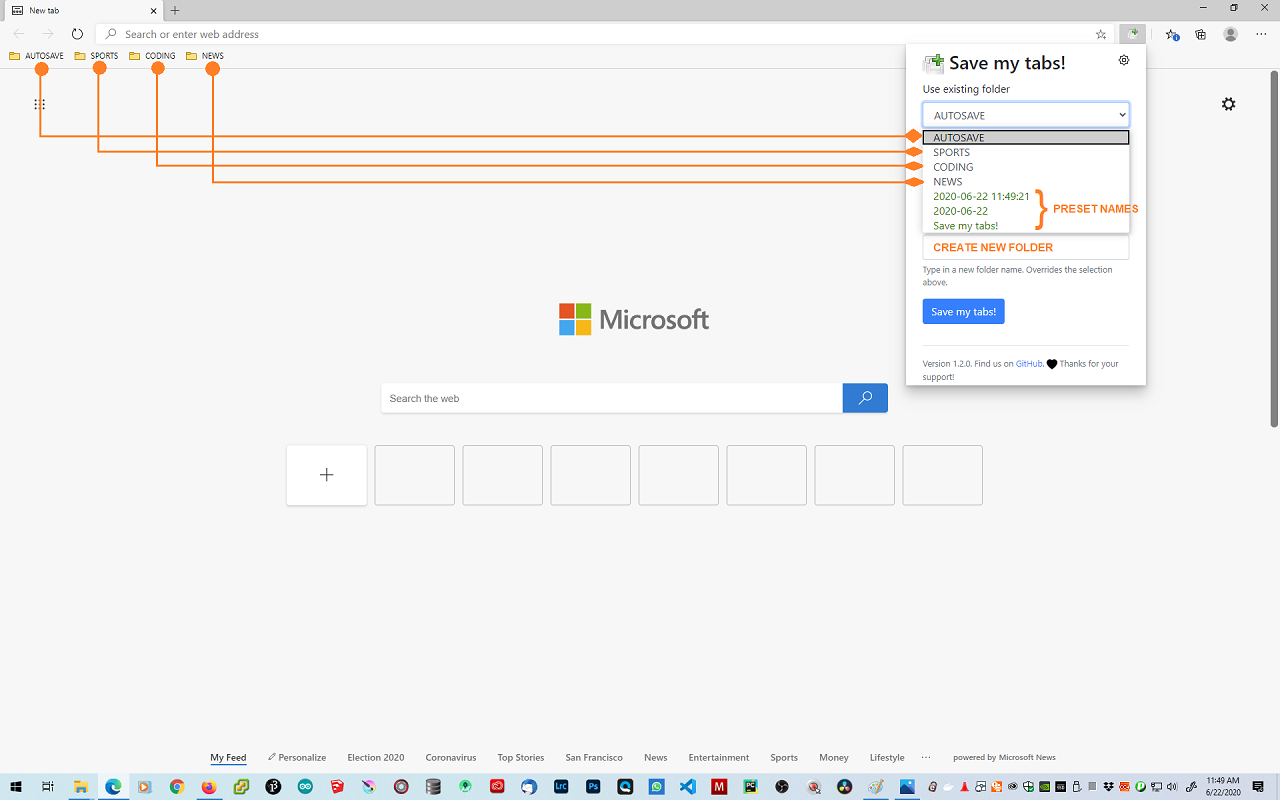 New tab
Search or enter web address
AUTOSAVE SPORTS CODING NEWS
Save my tabs!
Use existing folder
AUTOSAVE
AUTOSAVE
SPORTS
CODING
NEWS
2020-06-22 11:49:21
2020-06-22
Save my tabs!
PRESET NAMES
CREATE NEW FOLDER
Type in a new folder name. Overrides the selection
above.
Save my tabs!
Version 1.2.0. Find us on GitHub. Thanks for your
support!
Microsoft
Search the web
My Feed Personalize Election 2020 Coronavirus Top Stories San Francisco News Entertainment Sports Money Lifestyle ... powered by Microsoft News
Lrc Ps M PC
11:49 AM
6/22/2020